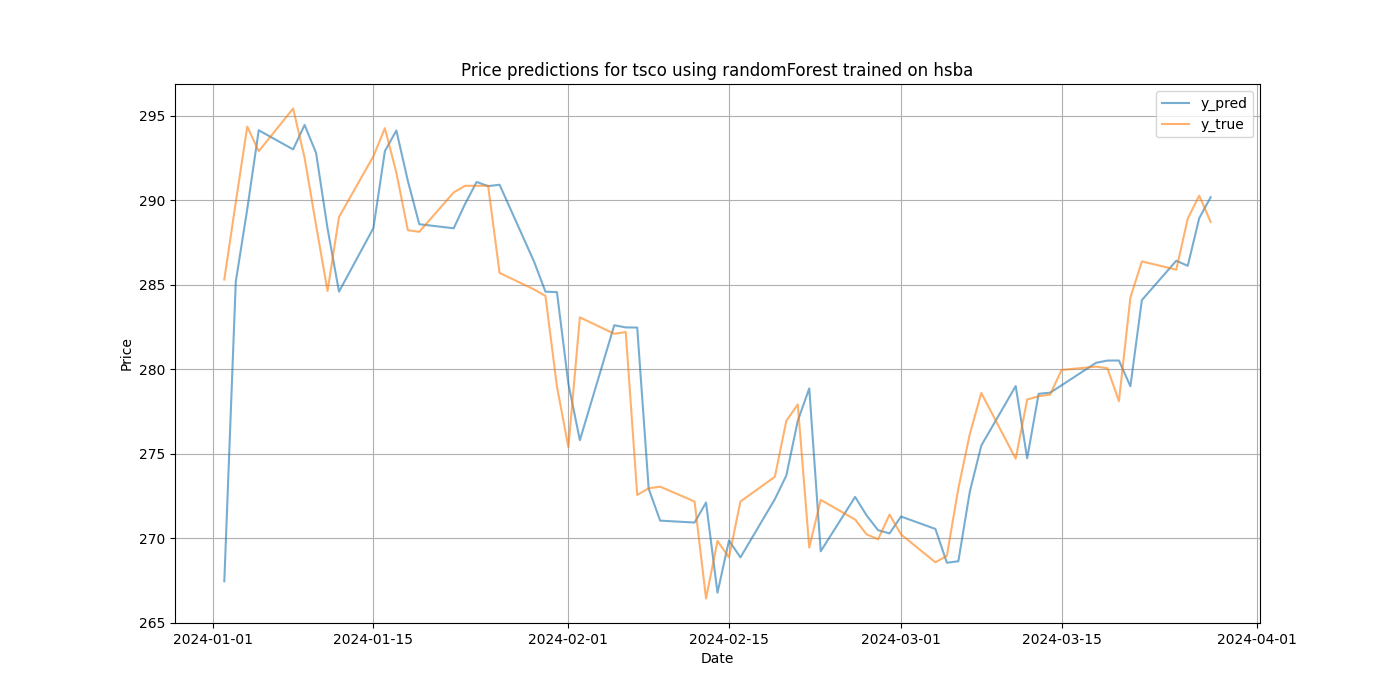 Price predictions for tsco using randomForest trained on hsba
y_pred
y_true
295
290
285
280
275
270
265
Price
2024-01-01 2024-01-15 2024-02-01 2024-02-15 2024-03-01 2024-03-15 2024-04-01
Date